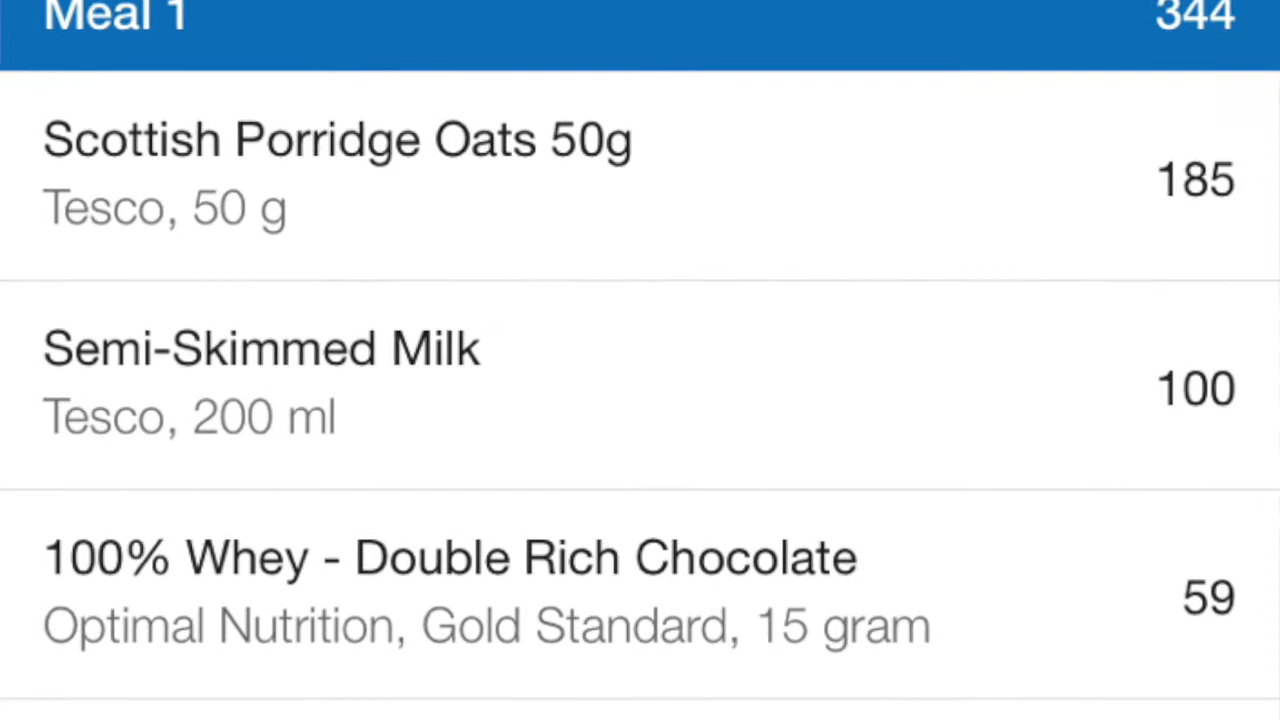 Meal 1 344
Scottish Porridge Oats 50g
Tesco, 50 g
185
Semi-Skimmed Milk
Tesco, 200 ml
100
100% Whey - Double Rich Chocolate
Optimal Nutrition, Gold Standard, 15 gram
59